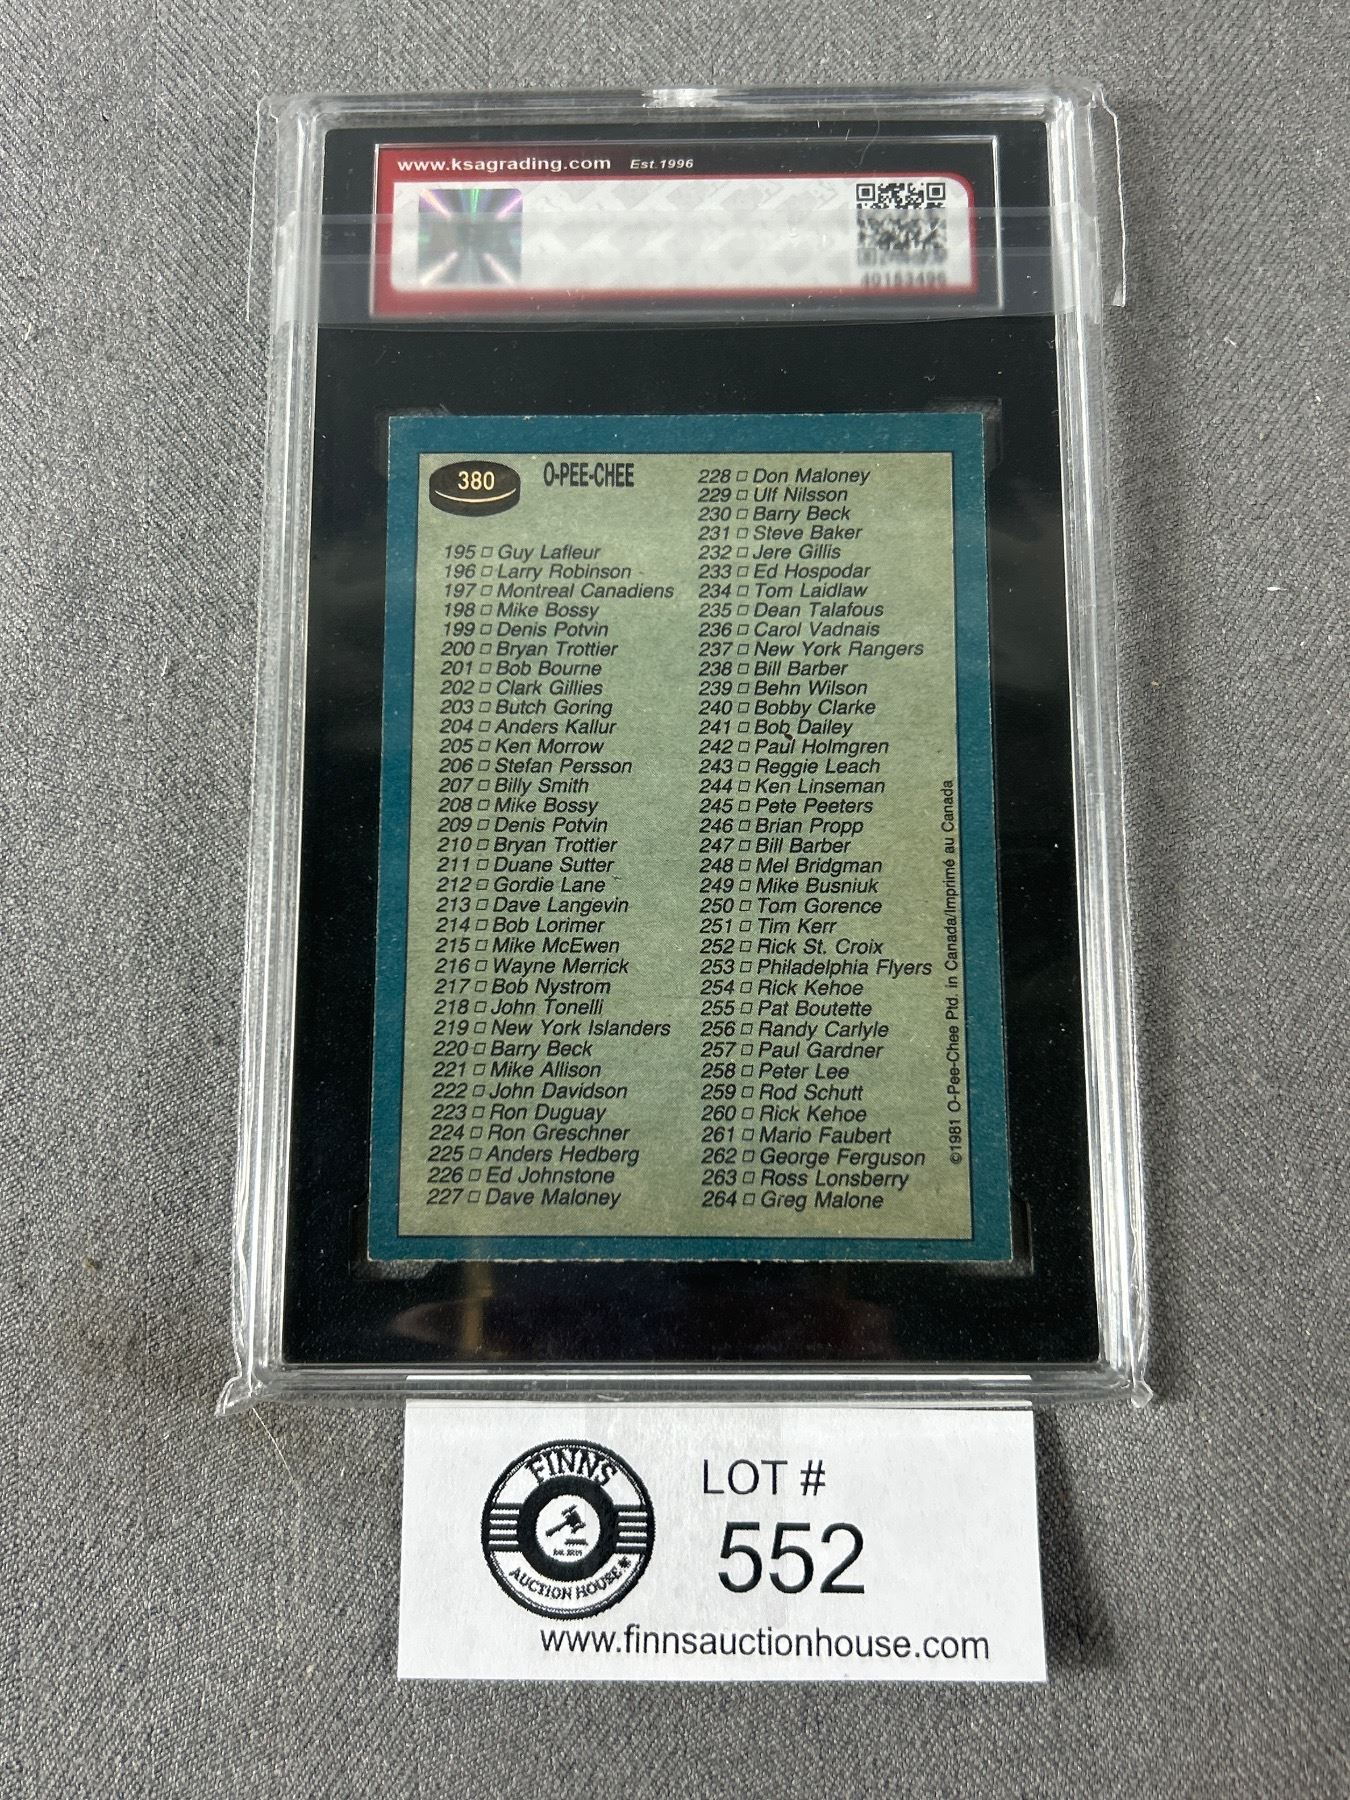 www.ksagrading.com Est.1996
380
O-PEE-CHEE
195 Guy Lafleur
196 Larry Robinson
197 Montreal Canadiens
198 Mike Bossy
199 Denis Potvin
200 Bryan Trottier
201 Bob Bourne
202 Clark Gillies
203 Butch Goring
204 Anders Kallur
205 Ken Morrow
206 Stefan Persson
207 Billy Smith
208 Mike Bossy
209 Denis Potvin
210 Bryan Trottier
211 Duane Sutter
212 Gordie Lane
213 Dave Langevin
214 Bob Lorimer
215 Mike McEwen
216 Wayne Merrick
217 Bob Nystrom
218 John Tonelli
219 New York Islanders
220 Barry Beck
221 Mike Allison
222 John Davidson
223 Ron Duguay
224 Ron Greschner
225 Anders Hedberg
226 Ed Johnstone
227 Dave Maloney
228 Don Maloney
229 Ulf Nilsson
230 Barry Beck
231 Steve Baker
232 Jere Gillis
233 Ed Hospodar
234 Tom Laidlaw
235 Dean Talafous
236 Carol Vadnais
237 New York Rangers
238 Bill Barber
239 Behn Wilson
240 Bobby Clarke
241 Bob Dailey
242 Paul Holmgren
243 Reggie Leach
244 Ken Linseman
245 Pete Peeters
246 Brian Propp
247 Bill Barber
248 Mel Bridgman
249 Mike Busniuk
250 Tom Gorence
251 Tim Kerr
252 Rick St. Croix
253 Philadelphia Flyers
254 Rick Kehoe
255 Pat Boutette
256 Randy Carlyle
257 Paul Gardner
258 Peter Lee
259 Rod Schutt
260 Rick Kehoe
261 Mario Faubert
262 George Ferguson
263 Ross Lonsberry
264 Greg Malone
©1981 O-Pee-Chee Ptd. in Canada/Imprimé au Canada
FINNS
AUCTION HOUSE
LOT #
552
www.finnsauctionhouse.com